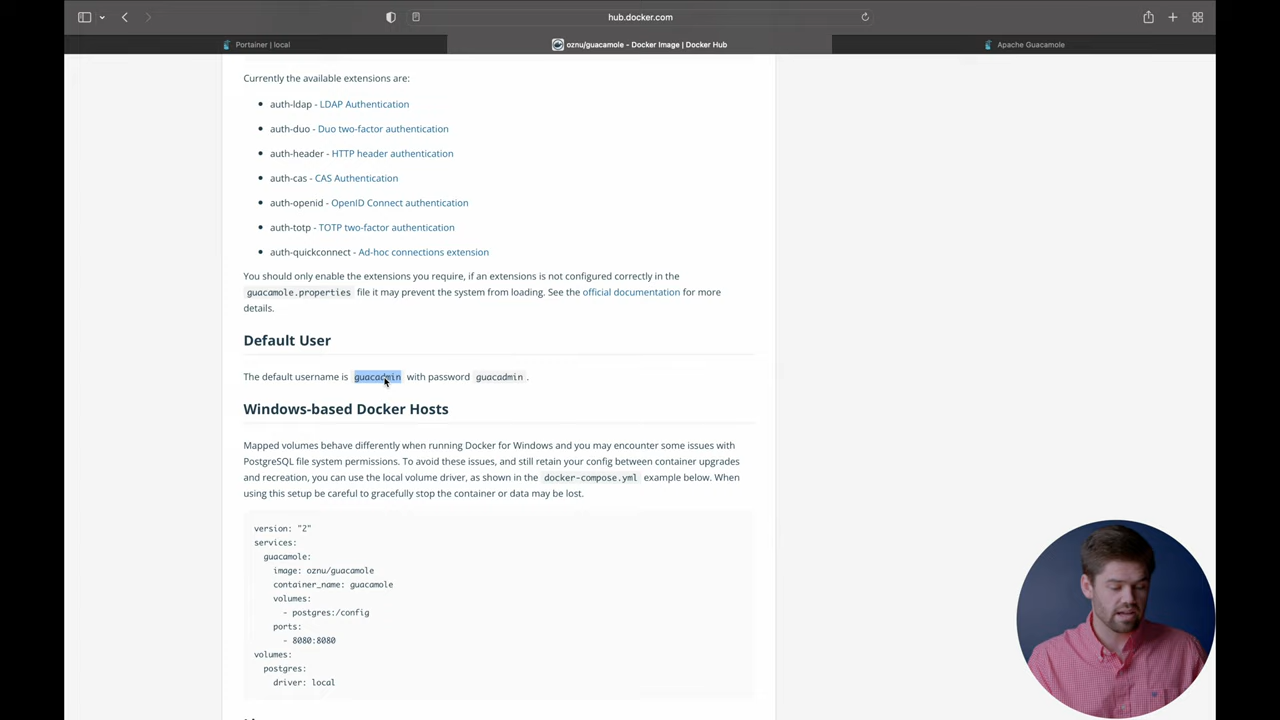 hub.docker.com
Portainer | local
oznu/guacamole - Docker Image | Docker Hub
Apache Guacamole
Currently the available extensions are:
auth-ldap - LDAP Authentication
auth-duo - Duo two-factor authentication
auth-header - HTTP header authentication
auth-cas - CAS Authentication
auth-openid - OpenID Connect authentication
auth-totp - TOTP two-factor authentication
auth-quickconnect - Ad-hoc connections extension
You should only enable the extensions you require, if an extensions is not configured correctly in the
guacamole.properties file it may prevent the system from loading. See the official documentation for more
details.
Default User
The default username is guacadmin with password guacadmin.
Windows-based Docker Hosts
Mapped volumes behave differently when running Docker for Windows and you may encounter some issues with
PostgreSQL file system permissions. To avoid these issues, and still retain your config between container upgrades
and recreation, you can use the local volume driver, as shown in the docker-compose.yml example below. When
using this setup be careful to gracefully stop the container or data may be lost.
version: "2"
services:
guacamole:
image: oznu/guacamole
container_name: guacamole
volumes:
- postgres:/config
ports:
- 8080:8080
volumes:
postgres:
driver: local